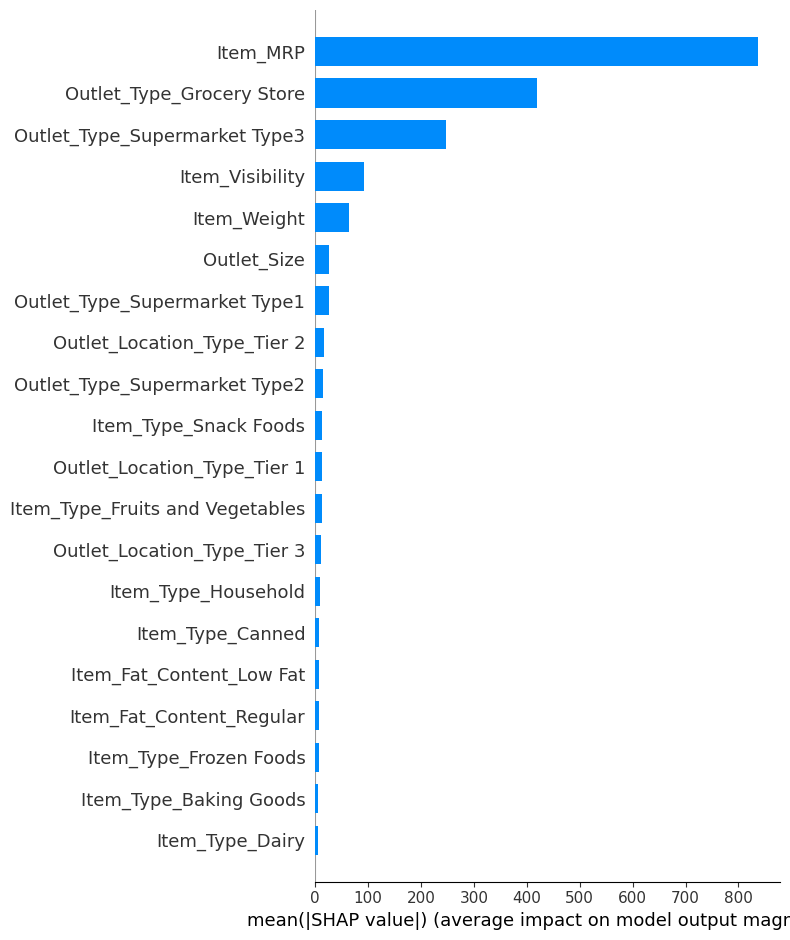 Item_MRP
Outlet_Type_Grocery Store
Outlet_Type_Supermarket Type3
Item_Visibility
Item_Weight
Outlet_Size
Outlet_Type_Supermarket Type1
Outlet_Location_Type_Tier 2
Outlet_Type_Supermarket Type2
Item_Type_Snack Foods
Outlet_Location_Type_Tier 1
Item_Type_Fruits and Vegetables
Outlet_Location_Type_Tier 3
Item_Type_Household
Item_Type_Canned
Item_Fat_Content_Low Fat
Item_Fat_Content_Regular
Item_Type_Frozen Foods
Item_Type_Baking Goods
Item_Type_Dairy
0 100 200 300 400 500 600 700 800
mean(|SHAP value|) (average impact on model output magr